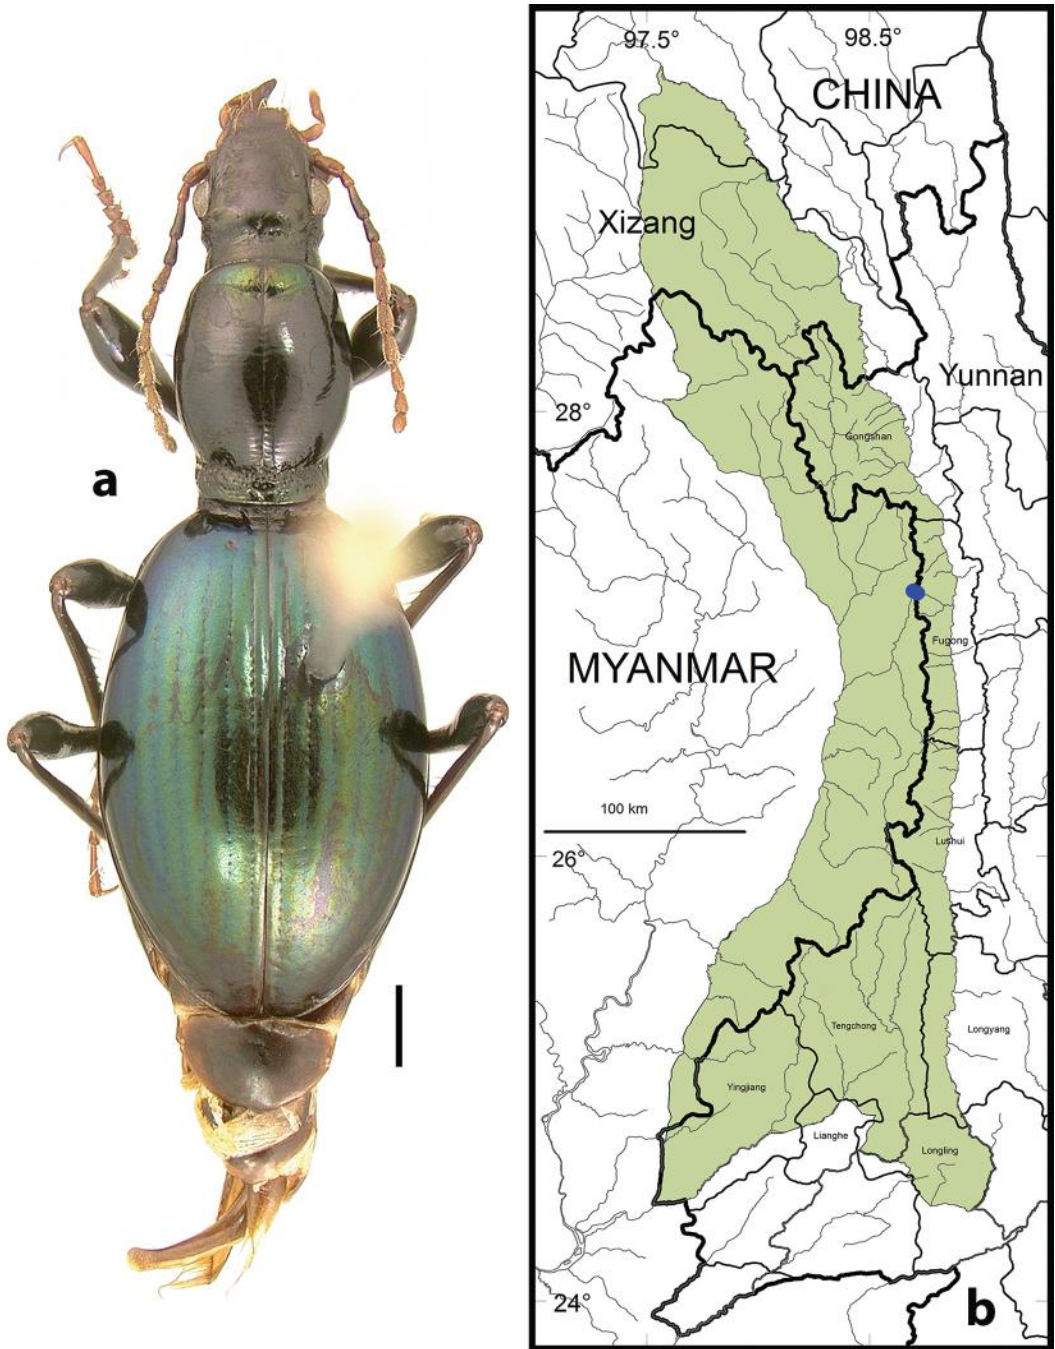 a
97.5°
98.5°
CHINA
Xizang
Yunnan
28°
Gongshan
Fugong
MYANMAR
100 km
26°
Lushui
Tengchong
Longyang
Yingjiang
Lianghe
Longling
24°
b